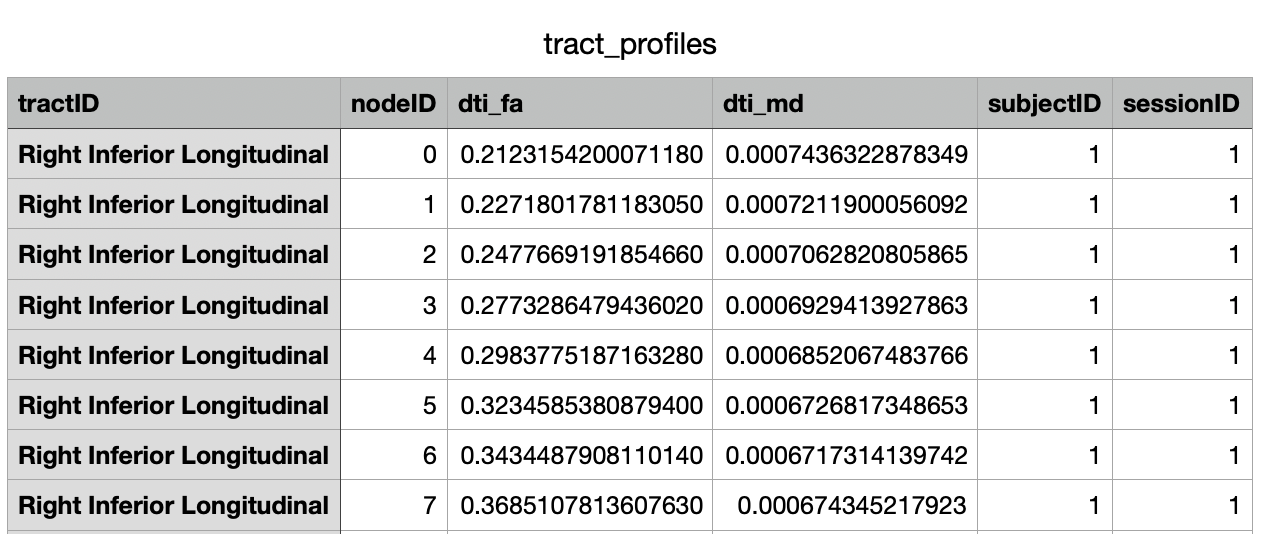 tract_profiles
tractID nodeID dti_fa dti_md subjectID sessionID
Right Inferior Longitudinal 0 0.2123154200071180 0.0007436322878349 1 1
Right Inferior Longitudinal 1 0.2271801781183050 0.0007211900056092 1 1
Right Inferior Longitudinal 2 0.2477669191854660 0.0007062820805865 1 1
Right Inferior Longitudinal 3 0.2773286479436020 0.0006929413927863 1 1
Right Inferior Longitudinal 4 0.2983775187163280 0.0006852067483766 1 1
Right Inferior Longitudinal 5 0.3234585380879400 0.0006726817348653 1 1
Right Inferior Longitudinal 6 0.3434487908110140 0.0006717314139742 1 1
Right Inferior Longitudinal 7 0.3685107813607630 0.000674345217923 1 1